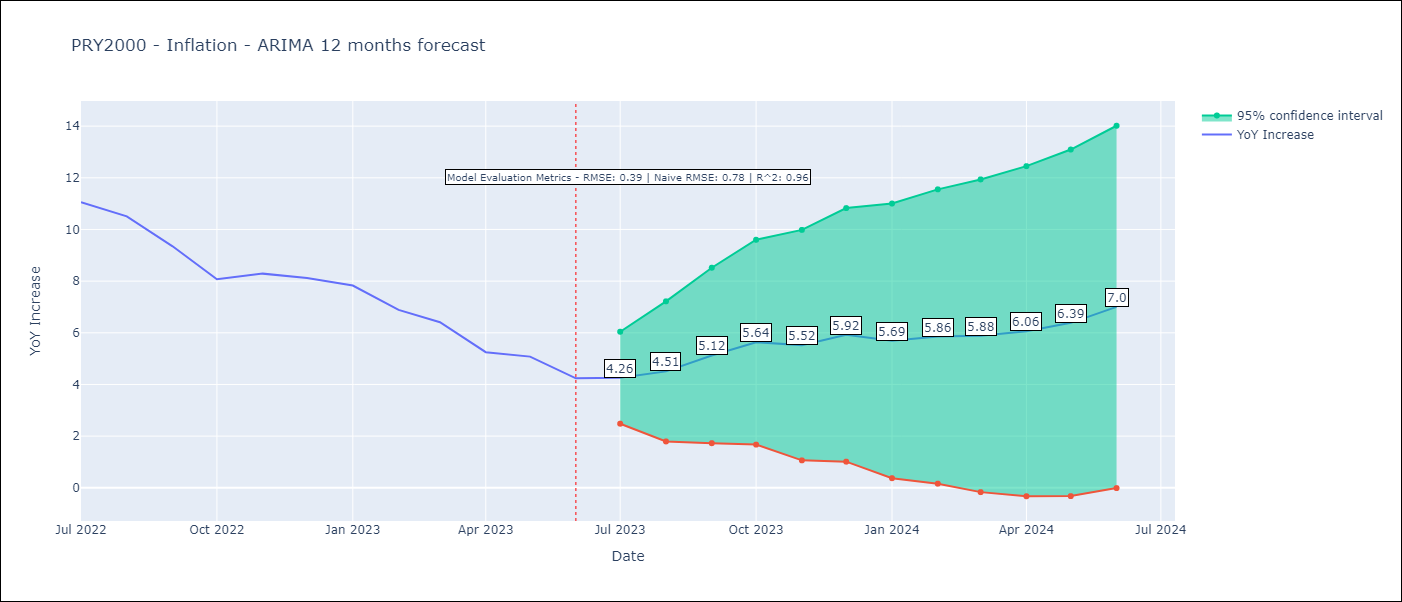 PRY2000 - Inflation - ARIMA 12 months forecast
95% confidence interval
YoY Increase
Model Evaluation Metrics - RMSE: 0.39 | Naive RMSE: 0.78 | R^2: 0.96
YoY Increase
14
12
10
8
6
4
2
0
4.26
4.51
5.12
5.64
5.52
5.92
5.69
5.86
5.88
6.06
6.39
7.0
Jul 2022
Oct 2022
Jan 2023
Apr 2023
Jul 2023
Oct 2023
Jan 2024
Apr 2024
Jul 2024
Date